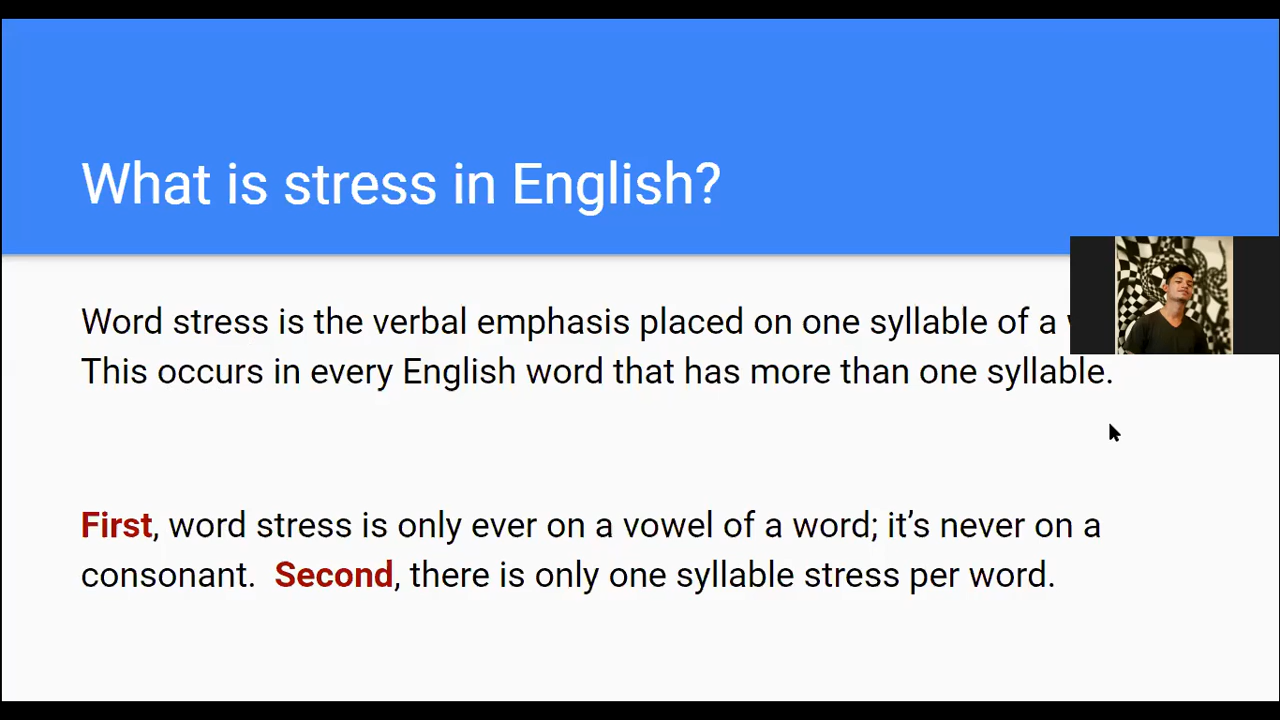 What is stress in English?
Word stress is the verbal emphasis placed on one syllable of a
This occurs in every English word that has more than one syllable.
First, word stress is only ever on a vowel of a word; it’s never on a
consonant. Second, there is only one syllable stress per word.